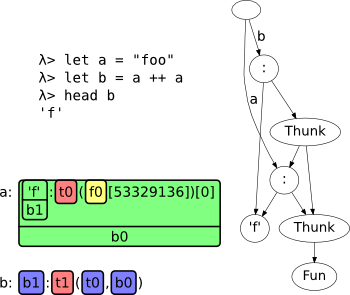 λ> let a = "foo"
λ> let b = a ++ a
λ> head b
'f'
b
:
a
Thunk
:
'f'
Thunk
Fun
a: 'f' : t0 ( f0 [53329136])[0]
b1
b0
b: b1 : t1 ( t0 , b0 )